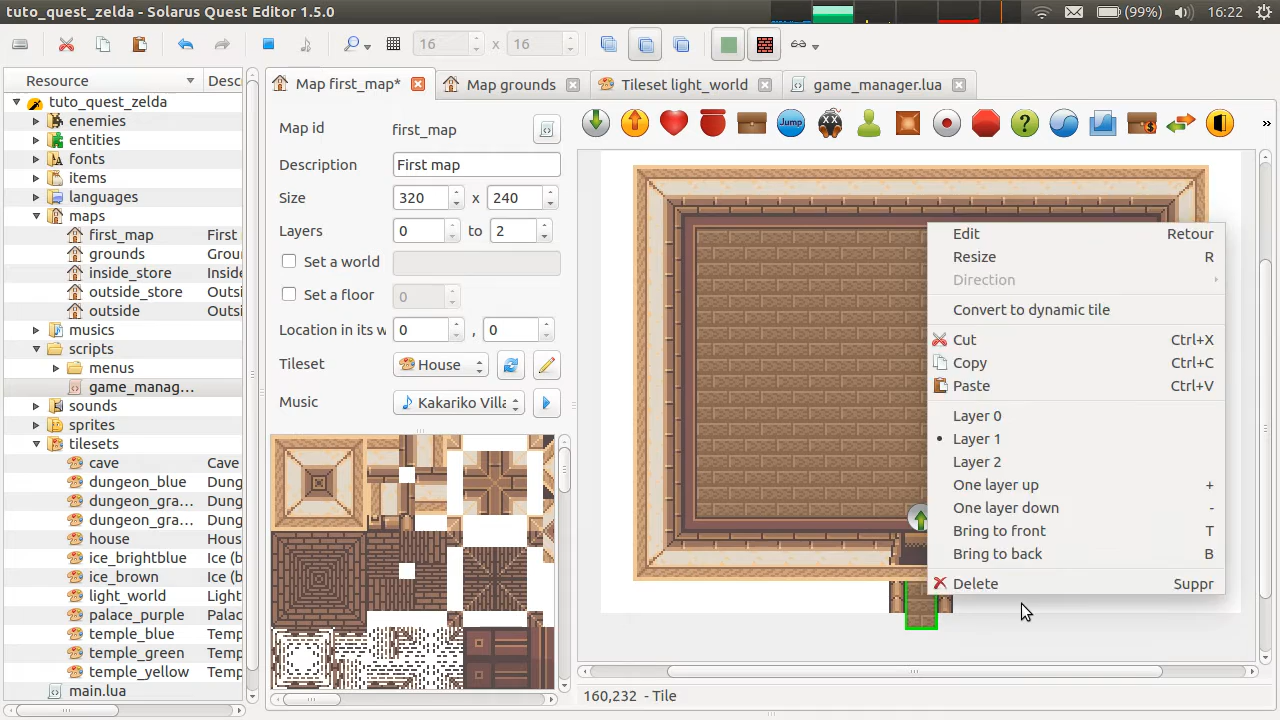 tuto_quest_zelda - Solarus Quest Editor 1.5.0
(99%)
16:22
16 x 16
Resource
Descr
tuto_quest_zelda
enemies
entities
fonts
items
languages
maps
first_map First
grounds Grou
inside_store Insid
outside_store Outsi
outside Outsi
musics
scripts
menus
game_manag...
sounds
sprites
tilesets
cave Cave
dungeon_blue Dung
dungeon_gra... Dung
dungeon_gra... Dung
house Hous
ice_brightblue Ice (b
ice_brown Ice (b
light_world Light
palace_purple Palac
temple_blue Temp
temple_green Temp
temple_yellow Temp
main.lua
Map first_map*
Map grounds
Tileset light_world
game_manager.lua
Map id first_map
Description First map
Size 320 x 240
Layers 0 to 2
Set a world
Set a floor 0
Location in its w 0 , 0
Tileset House
Music Kakariko Villa
Jump
»
Edit Retour
Resize R
Direction
Convert to dynamic tile
Cut Ctrl+X
Copy Ctrl+C
Paste Ctrl+V
Layer 0
Layer 1
Layer 2
One layer up +
One layer down -
Bring to front T
Bring to back B
Delete Suppr
160,232 - Tile